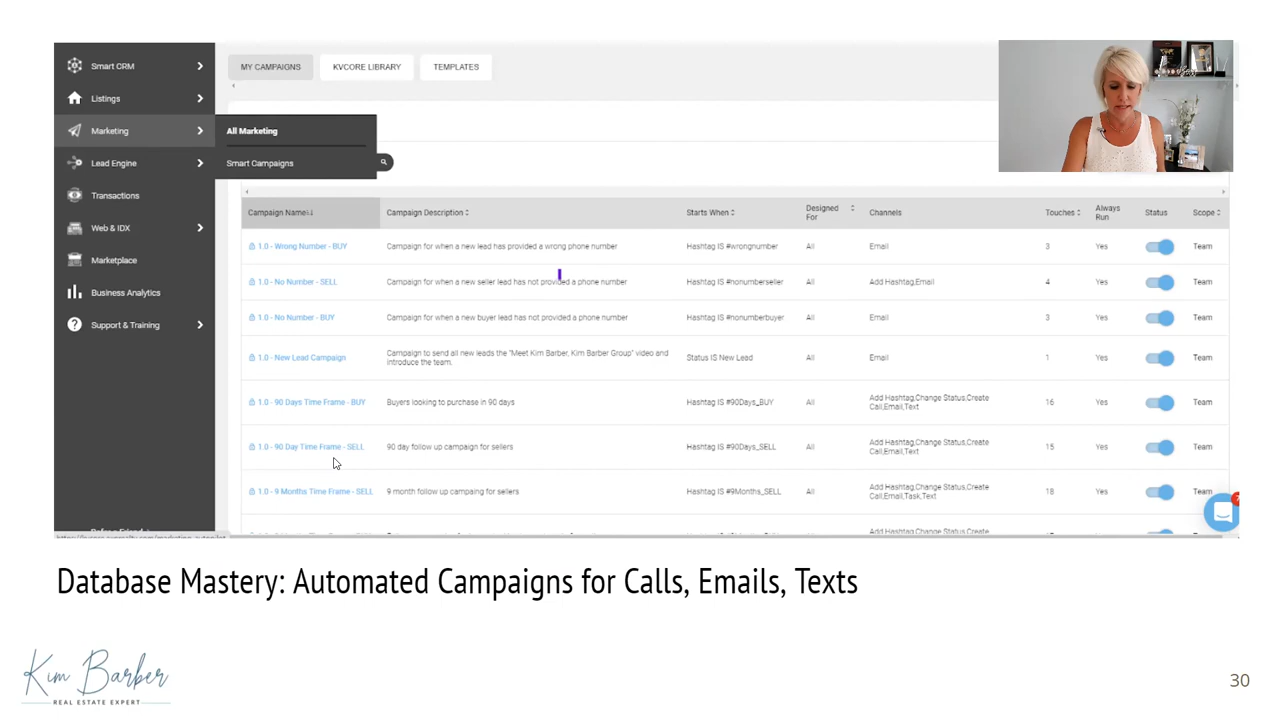 Smart CRM
Listings
Marketing
Lead Engine
Transactions
Web & IDX
Marketplace
Business Analytics
Support & Training
All Marketing
Smart Campaigns
MY CAMPAIGNS
KVCORE LIBRARY
TEMPLATES
Campaign Name Campaign Description Starts When Designed For Channels Touches Always Run Status Scope
1.0 - Wrong Number - BUY Campaign for when a new lead has provided a wrong phone number Hashtag IS #wrongnumber All Email 3 Yes Team
1.0 - No Number - SELL Campaign for when a new seller lead has not provided a phone number Hashtag IS #nonumberseller All Add Hashtag,Email 4 Yes Team
1.0 - No Number - BUY Campaign for when a new buyer lead has not provided a phone number Hashtag IS #nonumberbuyer All Email 3 Yes Team
1.0 - New Lead Campaign Campaign to send all new leads the "Meet Kim Barber, Kim Barber Group" video and Status IS New Lead All Email 1 Yes Team
introduce the team.
1.0 - 90 Days Time Frame - BUY Buyers looking to purchase in 90 days Hashtag IS #90Days_BUY All Add Hashtag,Change Status,Create 16 Yes Team
Call,Email,Text
1.0 - 90 Day Time Frame - SELL 90 day follow up campaign for sellers Hashtag IS #90Days_SELL All Add Hashtag,Change Status,Create 15 Yes Team
Call,Email,Text
1.0 - 9 Months Time Frame - SELL 9 month follow up campaing for sellers Hashtag IS #9Months_SELL All Add Hashtag,Change Status,Create 18 Yes Team
Call,Email,Task,Text
Add Hashtag,Change Status,Create
Database Mastery: Automated Campaigns for Calls, Emails, Texts
Kim Barber
REAL ESTATE EXPERT
30